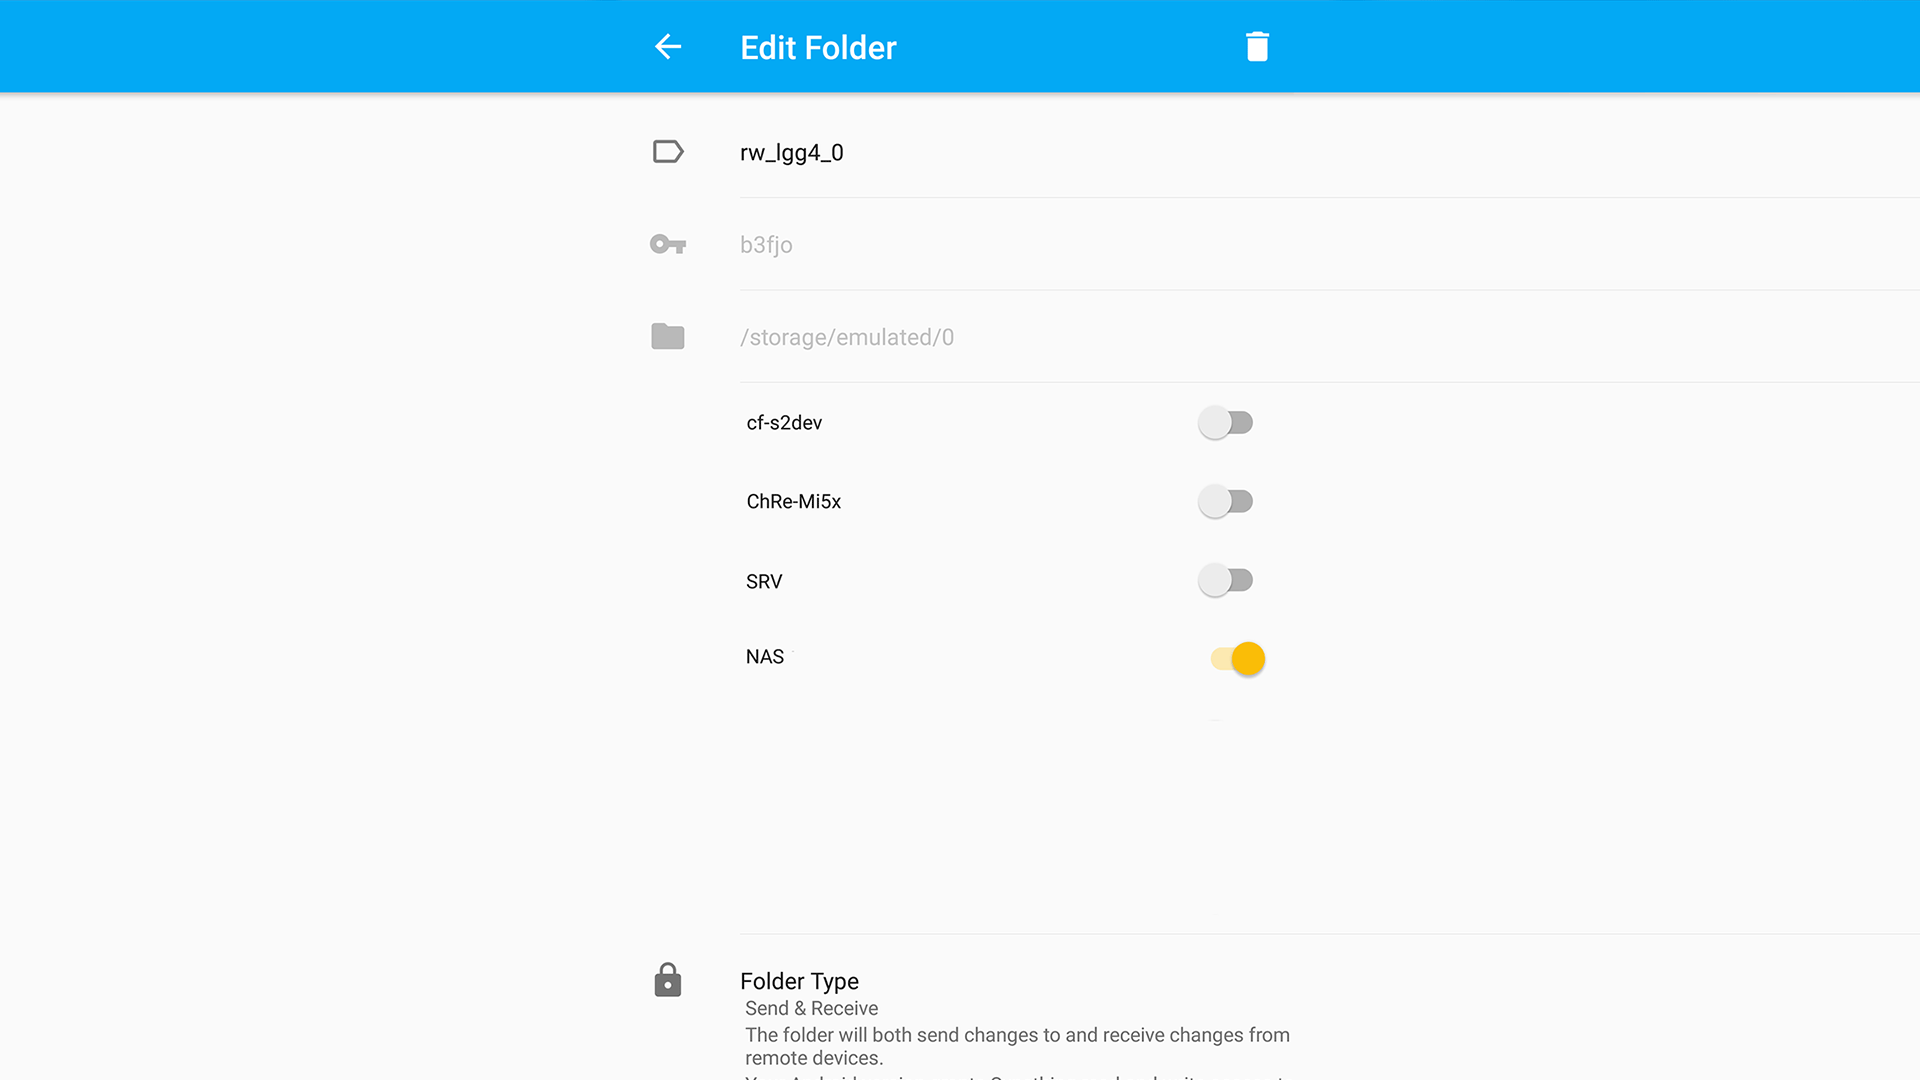 Edit Folder
rw_lgg4_0
b3fjo
/storage/emulated/0
cf-s2dev
ChRe-Mi5x
SRV
NAS
Folder Type
Send & Receive
The folder will both send changes to and receive changes from
remote devices.